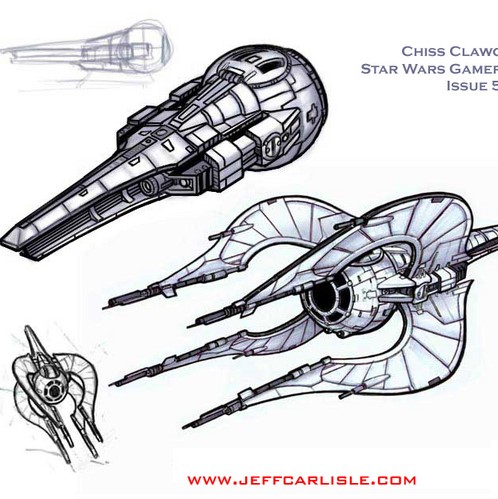 CHISS CLAWC
STAR WARS GAMER
ISSUE 5
WWW.JEFFCARLISLE.COM